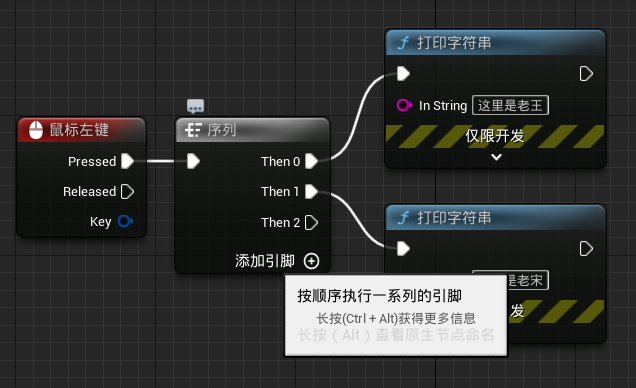 打印字符串
In String 这里是老王
仅限开发
鼠标左键
Pressed
Released
Key
序列
Then 0
Then 1
Then 2
添加引脚
打印字符串
是老宋
发
按顺序执行一系列的引脚
长按(Ctrl + Alt)获得更多信息
长按（Alt）查看原生节点命名